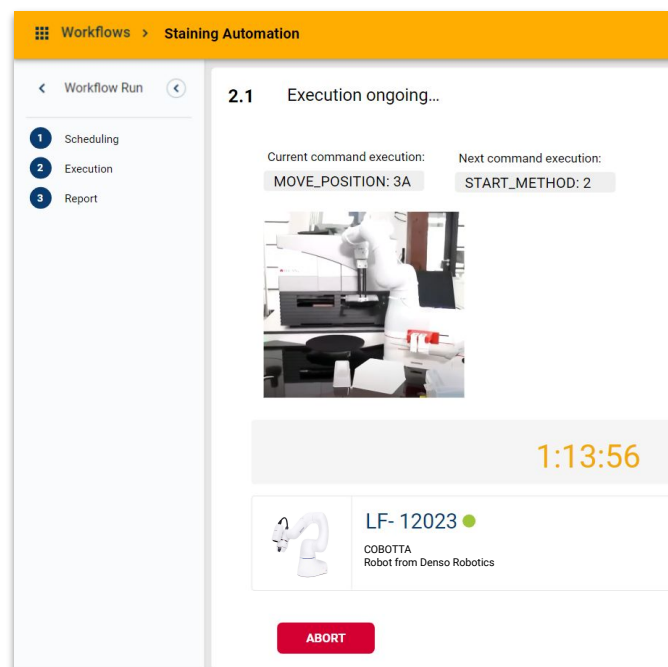 Workflows > Staining Automation
Workflow Run
1 Scheduling
2 Execution
3 Report
2.1 Execution ongoing...
Current command execution:
MOVE_POSITION: 3A
Next command execution:
START_METHOD: 2
1:13:56
LF- 12023
COBOTTA
Robot from Denso Robotics
ABORT